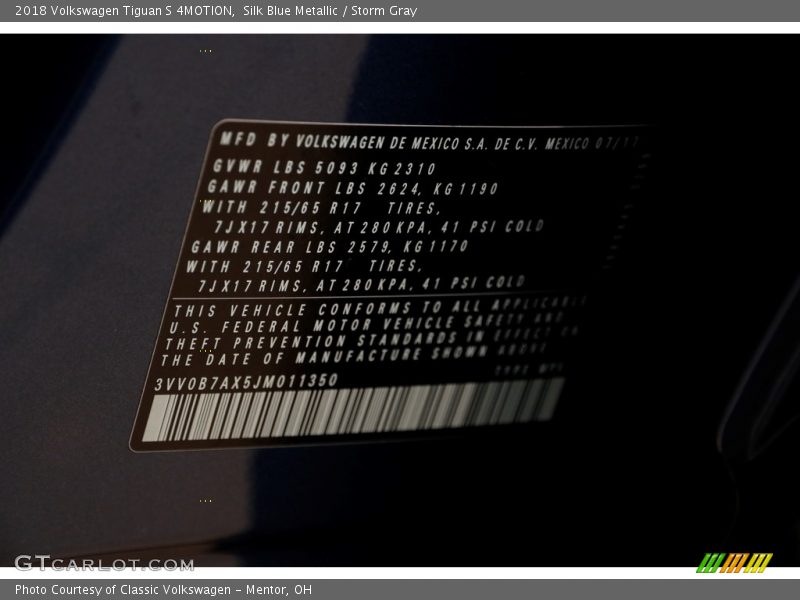 2018 Volkswagen Tiguan S 4MOTION,  Silk Blue Metallic / Storm Gray
MFD BY VOLKSWAGEN DE MEXICO S.A. DE C.V. MEXICO 07/17
GVWR LBS 5093 KG 2310
GAWR FRONT LBS 2624, KG 1190
WITH 215/65 R17 TIRES,
7JX17 RIMS, AT 280 KPA, 41 PSI COLD
GAWR REAR LBS 2579, KG 1170
WITH 215/65 R17 TIRES,
7JX17 RIMS, AT 280 KPA, 41 PSI COLD
THIS VEHICLE CONFORMS TO ALL APPLICABLE
U.S. FEDERAL MOTOR VEHICLE SAFETY AND
THEFT PREVENTION STANDARDS IN EFFECT ON
THE DATE OF MANUFACTURE SHOWN ABOVE
TYPE
3VV0B7AX5JM011350
GTCARLOT.COM
Photo Courtesy of Classic Volkswagen - Mentor, OH